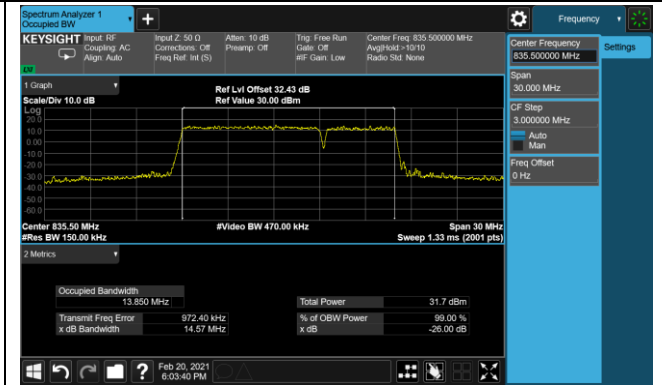 Spectrum Analyzer 1
Occupied BW
+
Frequency
KEYSIGHT
Input: RF
Coupling: AC
Align: Auto
Input Z: 50 Ω
Corrections: Off
Freq Ref: Int (S)
Atten: 10 dB
Preamp: Off
Trig: Free Run
Gate: Off
#IF Gain: Low
Center Freq: 835.500000 MHz
Avg|Hold:>10/10
Radio Std: None
Center Frequency
835.500000 MHz
Settings
Span
30.000 MHz
CF Step
3.000000 MHz
Auto
Man
Freq Offset
0 Hz
1 Graph
Scale/Div 10.0 dB
Ref Lvl Offset 32.43 dB
Ref Value 30.00 dBm
Log
20.0
10.0
0.00
-10.0
-20.0
-30.0
-40.0
-50.0
-60.0
Center 835.50 MHz
#Video BW 470.00 kHz
Span 30 MHz
#Res BW 150.00 kHz
Sweep 1.33 ms (2001 pts)
2 Metrics
Occupied Bandwidth
13.850 MHz
Total Power 31.7 dBm
Transmit Freq Error 972.40 kHz
% of OBW Power 99.00 %
x dB Bandwidth 14.57 MHz
x dB -26.00 dB
?
Feb 20, 2021
6:03:40 PM